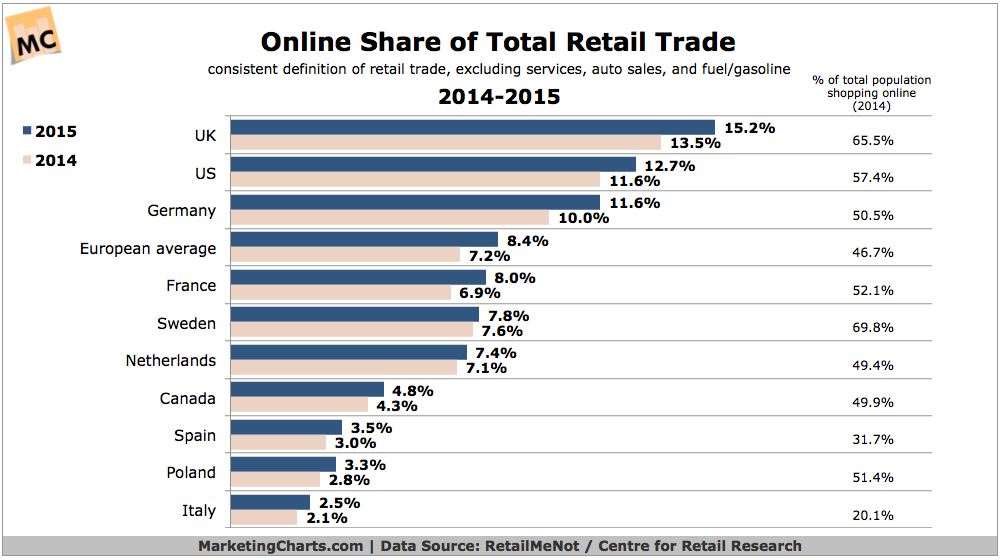 MC
Online Share of Total Retail Trade
consistent definition of retail trade, excluding services, auto sales, and fuel/gasoline
2014-2015
% of total population
shopping online
(2014)
2015
2014
UK 15.2% 13.5% 65.5%
US 12.7% 11.6% 57.4%
Germany 11.6% 10.0% 50.5%
European average 8.4% 7.2% 46.7%
France 8.0% 6.9% 52.1%
Sweden 7.8% 7.6% 69.8%
Netherlands 7.4% 7.1% 49.4%
Canada 4.8% 4.3% 49.9%
Spain 3.5% 3.0% 31.7%
Poland 3.3% 2.8% 51.4%
Italy 2.5% 2.1% 20.1%
MarketingCharts.com | Data Source: RetailMeNot / Centre for Retail Research